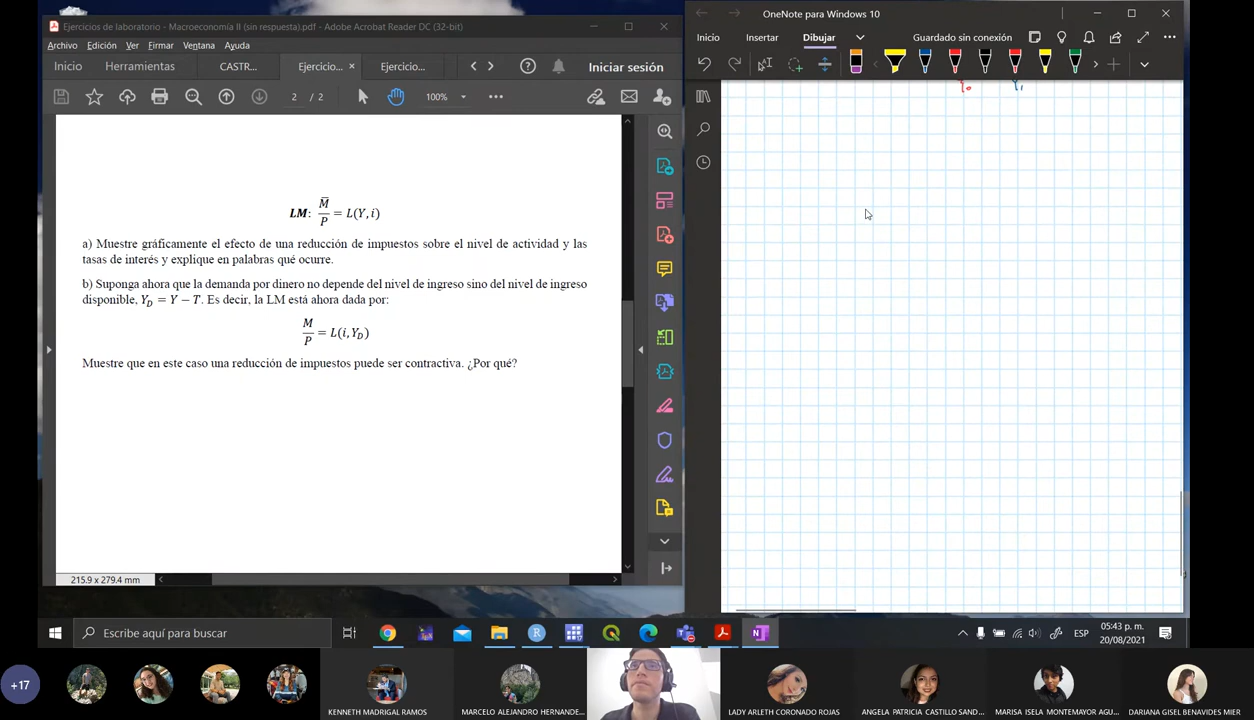 Ejercicios de laboratorio - Macroeconomía II (sin respuesta).pdf - Adobe Acrobat Reader DC (32-bit)
Archivo Edición Ver Firmar Ventana Ayuda
Inicio Herramientas CASTR... Ejercicio... × Ejercicio... Iniciar sesión
2 / 2 100%
LM: M̅/P = L(Y, i)
a) Muestre gráficamente el efecto de una reducción de impuestos sobre el nivel de actividad y las
tasas de interés y explique en palabras qué ocurre.
b) Suponga ahora que la demanda por dinero no depende del nivel de ingreso sino del nivel de ingreso
disponible, Y_D = Y − T. Es decir, la LM está ahora dada por:
M/P = L(i, Y_D)
Muestre que en este caso una reducción de impuestos puede ser contractiva. ¿Por qué?
215.9 x 279.4 mm
OneNote para Windows 10
Inicio Insertar Dibujar Guardado sin conexión
Y₀ Y₁
Escribe aquí para buscar
ESP
05:43 p. m.
20/08/2021
+17
KENNETH MADRIGAL RAMOS
MARCELO ALEJANDRO HERNANDE...
LADY ARLETH CORONADO ROJAS
ANGELA PATRICIA CASTILLO SAND...
MARISA ISELA MONTEMAYOR AGU...
DARIANA GISEL BENAVIDES MIER